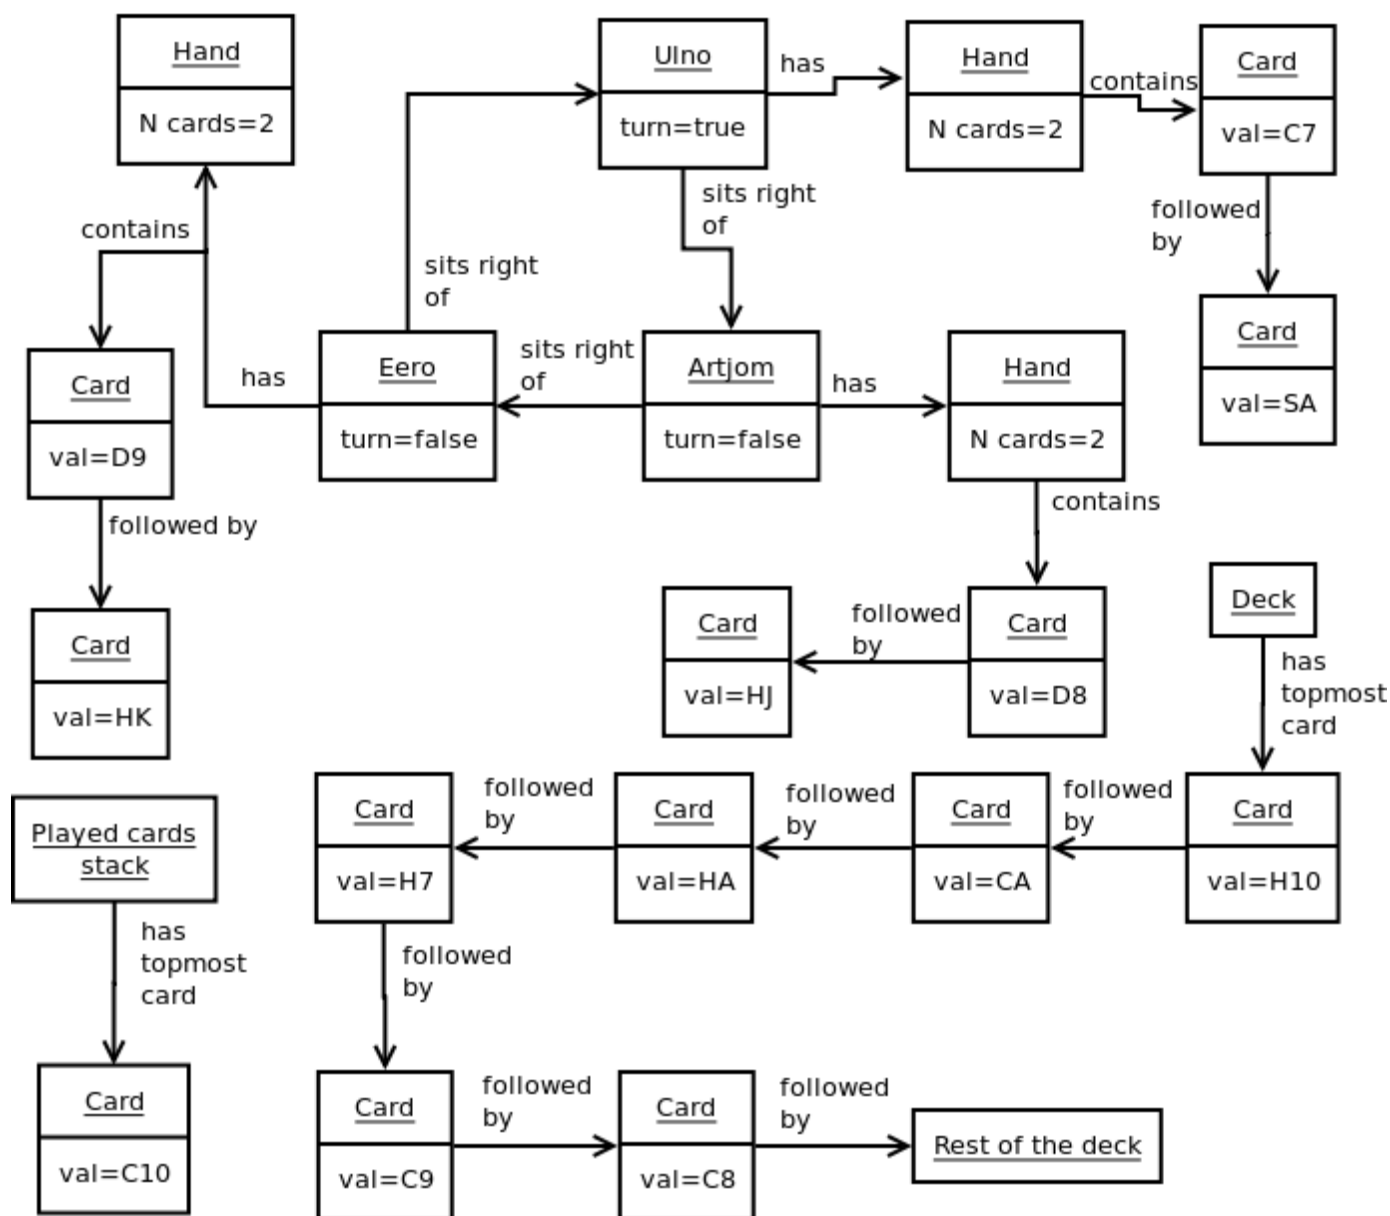 Hand
N cards=2
Ulno
turn=true
has
Hand
N cards=2
contains
Card
val=C7
followed
by
Card
val=SA
contains
sits right
of
sits right
of
Card
val=D9
has
Eero
turn=false
sits right
of
Artjom
turn=false
has
Hand
N cards=2
contains
followed by
Card
val=HK
Card
val=HJ
followed
by
Card
val=D8
Deck
has
topmost
card
Played cards
stack
has
topmost
card
Card
val=C10
Card
val=H7
followed
by
Card
val=HA
followed
by
Card
val=CA
followed
by
Card
val=H10
followed
by
Card
val=C9
followed
by
Card
val=C8
followed
by
Rest of the deck